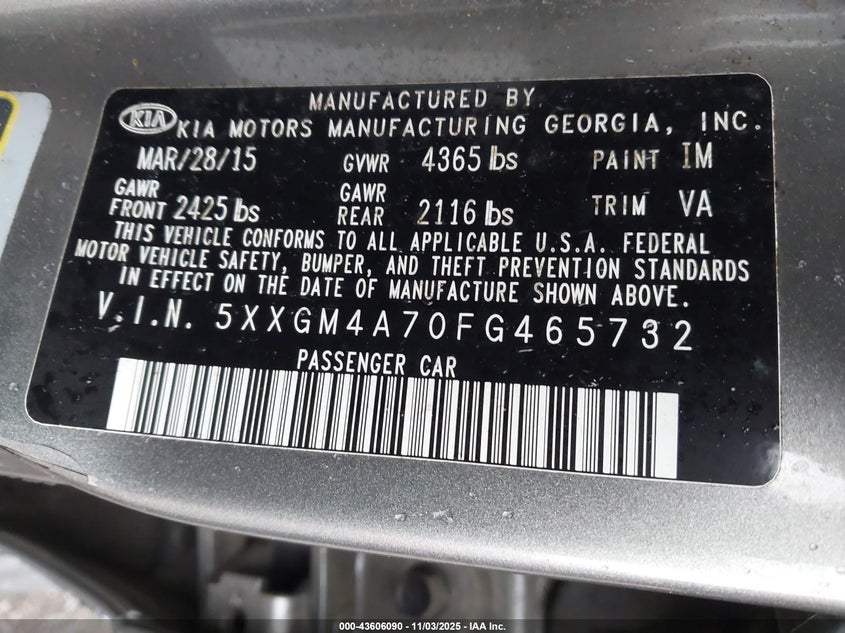 MANUFACTURED BY
KIA KIA MOTORS MANUFACTURING GEORGIA, INC.
MAR/28/15 GVWR 4365 lbs PAINT IM
GAWR FRONT 2425 lbs GAWR REAR 2116 lbs TRIM VA
THIS VEHICLE CONFORMS TO ALL APPLICABLE U.S.A. FEDERAL
MOTOR VEHICLE SAFETY, BUMPER, AND THEFT PREVENTION STANDARDS
IN EFFECT ON THE DATE OF MANUFACTURE SHOWN ABOVE.
V.I.N. 5XXGM4A70FG465732
PASSENGER CAR
000-43606090 - 11/03/2025 - IAA Inc.